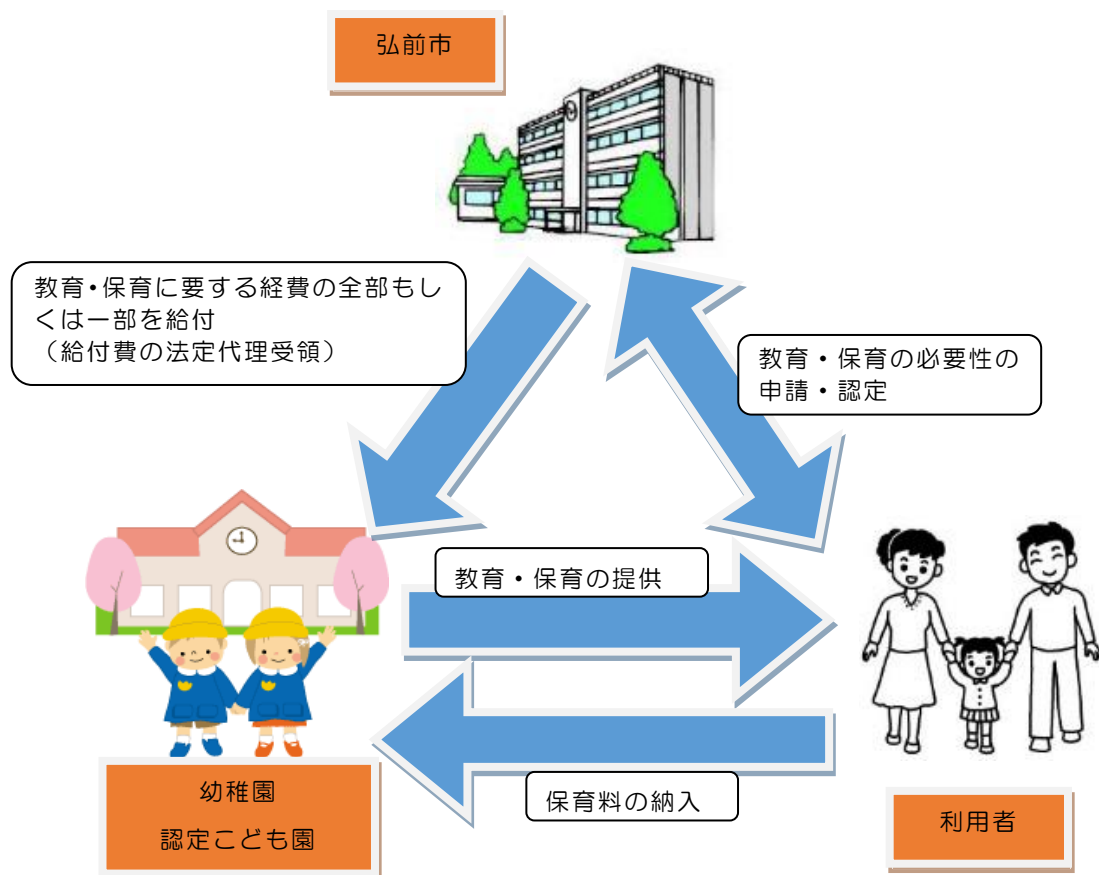 弘前市
教育・保育に要する経費の全部もし
くは一部を給付
（給付費の法定代理受領）
教育・保育の必要性の
申請・認定
教育・保育の提供
保育料の納入
幼稚園
認定こども園
利用者